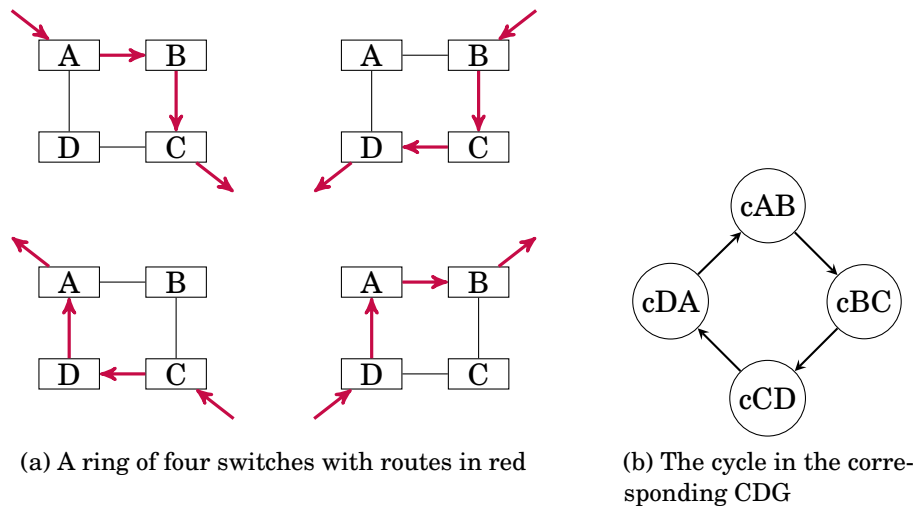 A B
D C
A B
D C
A B
D C
A B
D C
(a) A ring of four switches with routes in red
cAB
cDA cBC
cCD
(b) The cycle in the corre-
sponding CDG